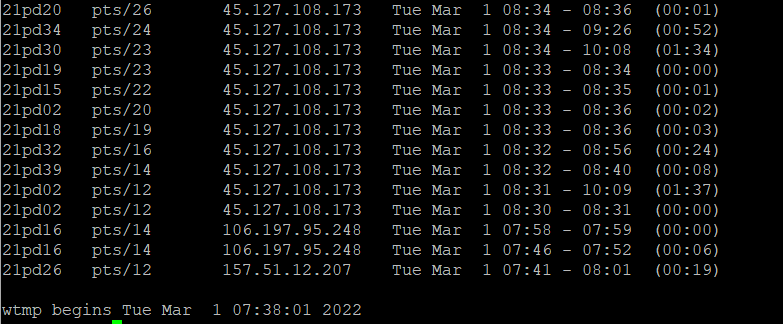 21pd20   pts/26       45.127.108.173   Tue Mar  1 08:34 - 08:36  (00:01)
21pd34   pts/24       45.127.108.173   Tue Mar  1 08:34 - 09:26  (00:52)
21pd30   pts/23       45.127.108.173   Tue Mar  1 08:34 - 10:08  (01:34)
21pd19   pts/23       45.127.108.173   Tue Mar  1 08:33 - 08:34  (00:00)
21pd15   pts/22       45.127.108.173   Tue Mar  1 08:33 - 08:35  (00:01)
21pd02   pts/20       45.127.108.173   Tue Mar  1 08:33 - 08:36  (00:02)
21pd18   pts/19       45.127.108.173   Tue Mar  1 08:33 - 08:36  (00:03)
21pd32   pts/16       45.127.108.173   Tue Mar  1 08:32 - 08:56  (00:24)
21pd39   pts/14       45.127.108.173   Tue Mar  1 08:32 - 08:40  (00:08)
21pd02   pts/12       45.127.108.173   Tue Mar  1 08:31 - 10:09  (01:37)
21pd02   pts/12       45.127.108.173   Tue Mar  1 08:30 - 08:31  (00:00)
21pd16   pts/14       106.197.95.248   Tue Mar  1 07:58 - 07:59  (00:00)
21pd16   pts/14       106.197.95.248   Tue Mar  1 07:46 - 07:52  (00:06)
21pd26   pts/12       157.51.12.207    Tue Mar  1 07:41 - 08:01  (00:19)
wtmp begins Tue Mar  1 07:38:01 2022